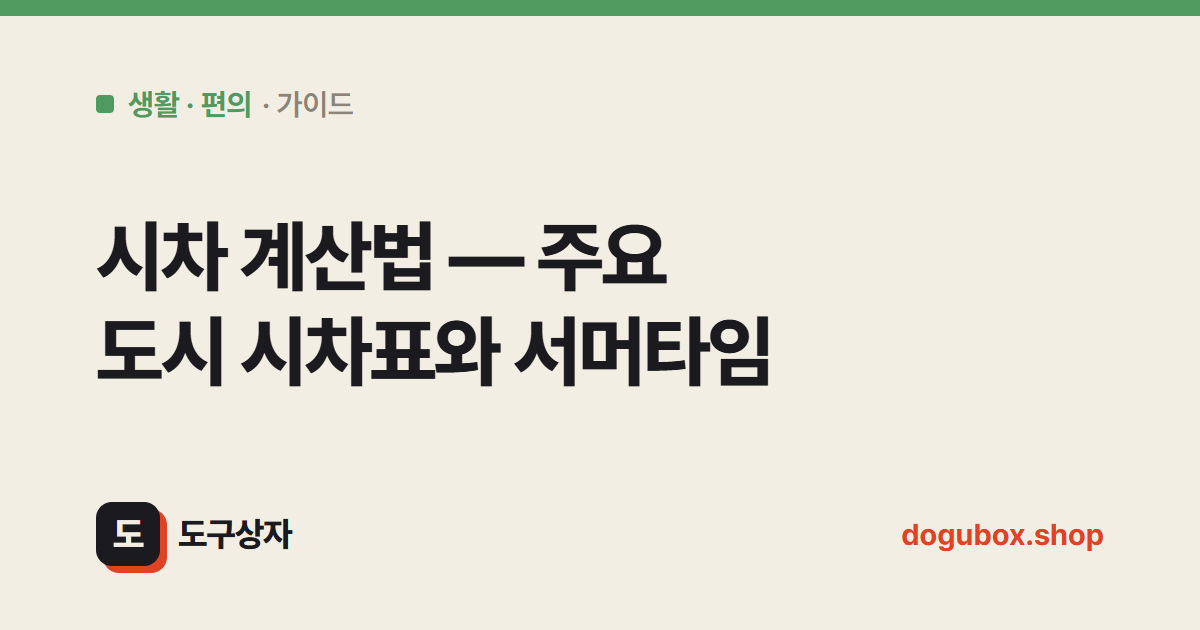 생활 · 편의 · 가이드
시차 계산법 — 주요
도시 시차표와 서머타임
도 도구상자
dogubox.shop